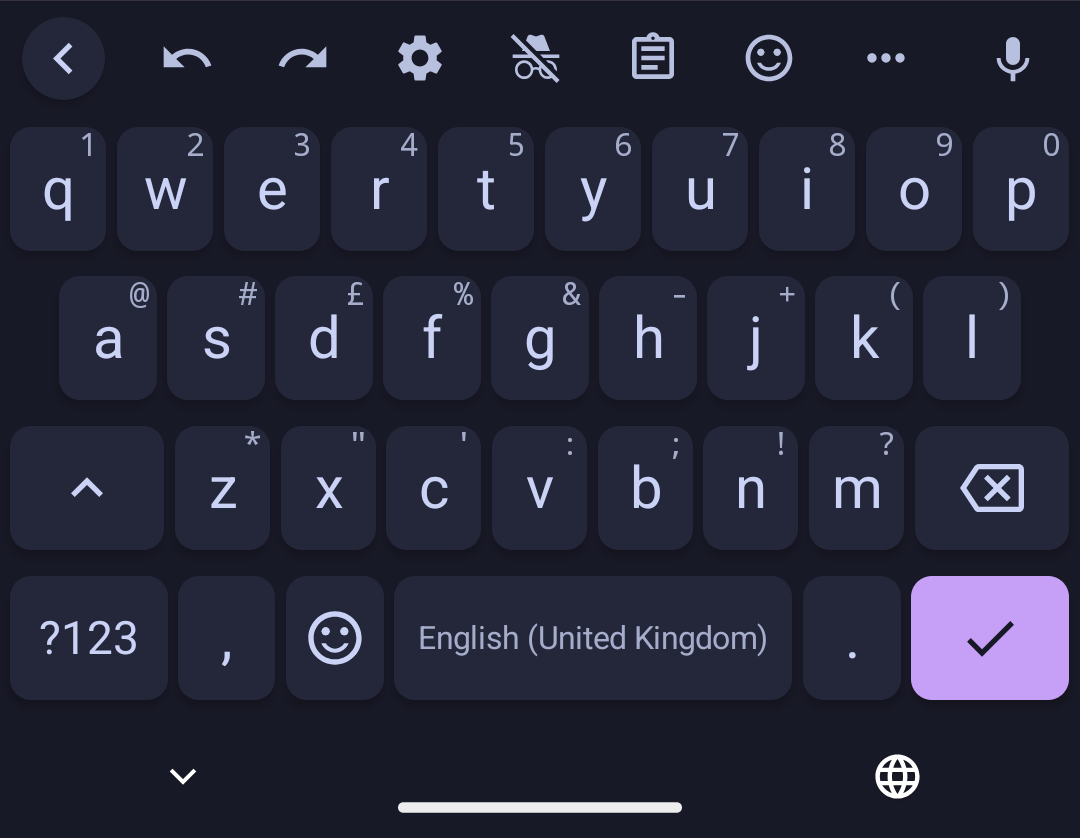 1 2 3 4 5 6 7 8 9 0
q w e r t y u i o p
@ # £ % & - + ( )
a s d f g h j k l
* " ' : ; ! ?
z x c v b n m
?123 , English (United Kingdom) .